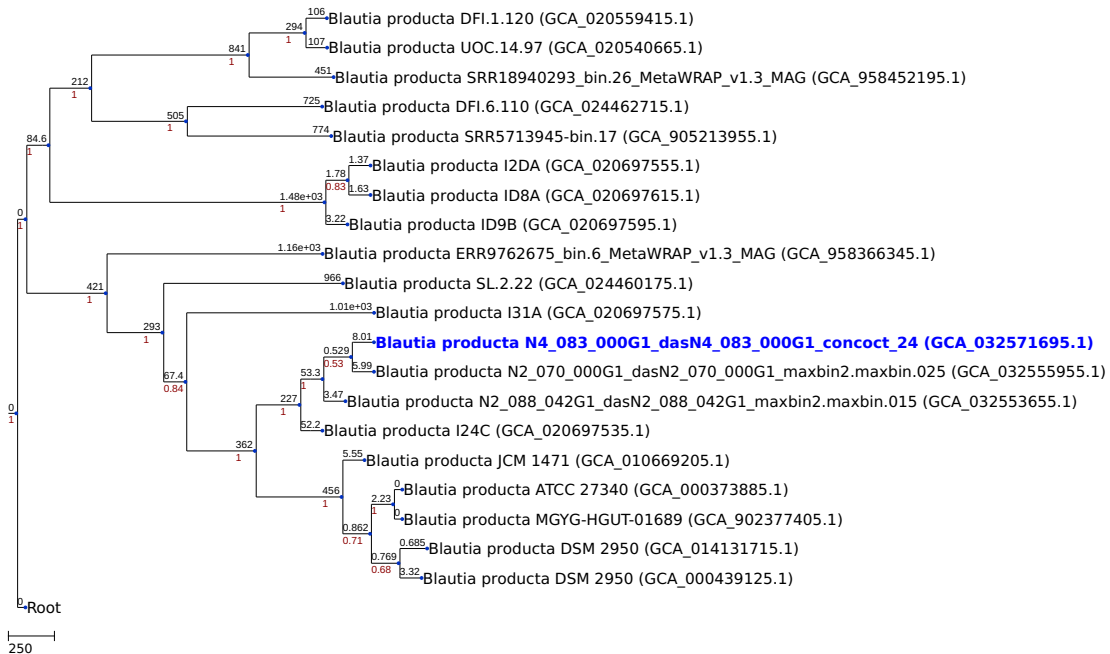 106
Blautia producta DFI.1.120 (GCA_020559415.1)
294
1
107
Blautia producta UOC.14.97 (GCA_020540665.1)
841
1
451
Blautia producta SRR18940293_bin.26_MetaWRAP_v1.3_MAG (GCA_958452195.1)
212
1
725
Blautia producta DFI.6.110 (GCA_024462715.1)
505
1
774
Blautia producta SRR5713945-bin.17 (GCA_905213955.1)
84.6
1
1.37
Blautia producta I2DA (GCA_020697555.1)
1.78
0.83
1.63
Blautia producta ID8A (GCA_020697615.1)
1.48e+03
1
3.22
Blautia producta ID9B (GCA_020697595.1)
0
1
1.16e+03
Blautia producta ERR9762675_bin.6_MetaWRAP_v1.3_MAG (GCA_958366345.1)
421
1
966
Blautia producta SL.2.22 (GCA_024460175.1)
293
1
1.01e+03
Blautia producta I31A (GCA_020697575.1)
67.4
0.84
8.01
Blautia producta N4_083_000G1_dasN4_083_000G1_concoct_24 (GCA_032571695.1)
0.529
0.53
5.99
Blautia producta N2_070_000G1_dasN2_070_000G1_maxbin2.maxbin.025 (GCA_032555955.1)
53.3
1
3.47
Blautia producta N2_088_042G1_dasN2_088_042G1_maxbin2.maxbin.015 (GCA_032553655.1)
227
1
52.2
Blautia producta I24C (GCA_020697535.1)
362
1
5.55
Blautia producta JCM 1471 (GCA_010669205.1)
456
1
0
Blautia producta ATCC 27340 (GCA_000373885.1)
2.23
1
0
Blautia producta MGYG-HGUT-01689 (GCA_902377405.1)
0.862
0.71
0.685
Blautia producta DSM 2950 (GCA_014131715.1)
0.769
0.68
3.32
Blautia producta DSM 2950 (GCA_000439125.1)
0
1
0
Root
250